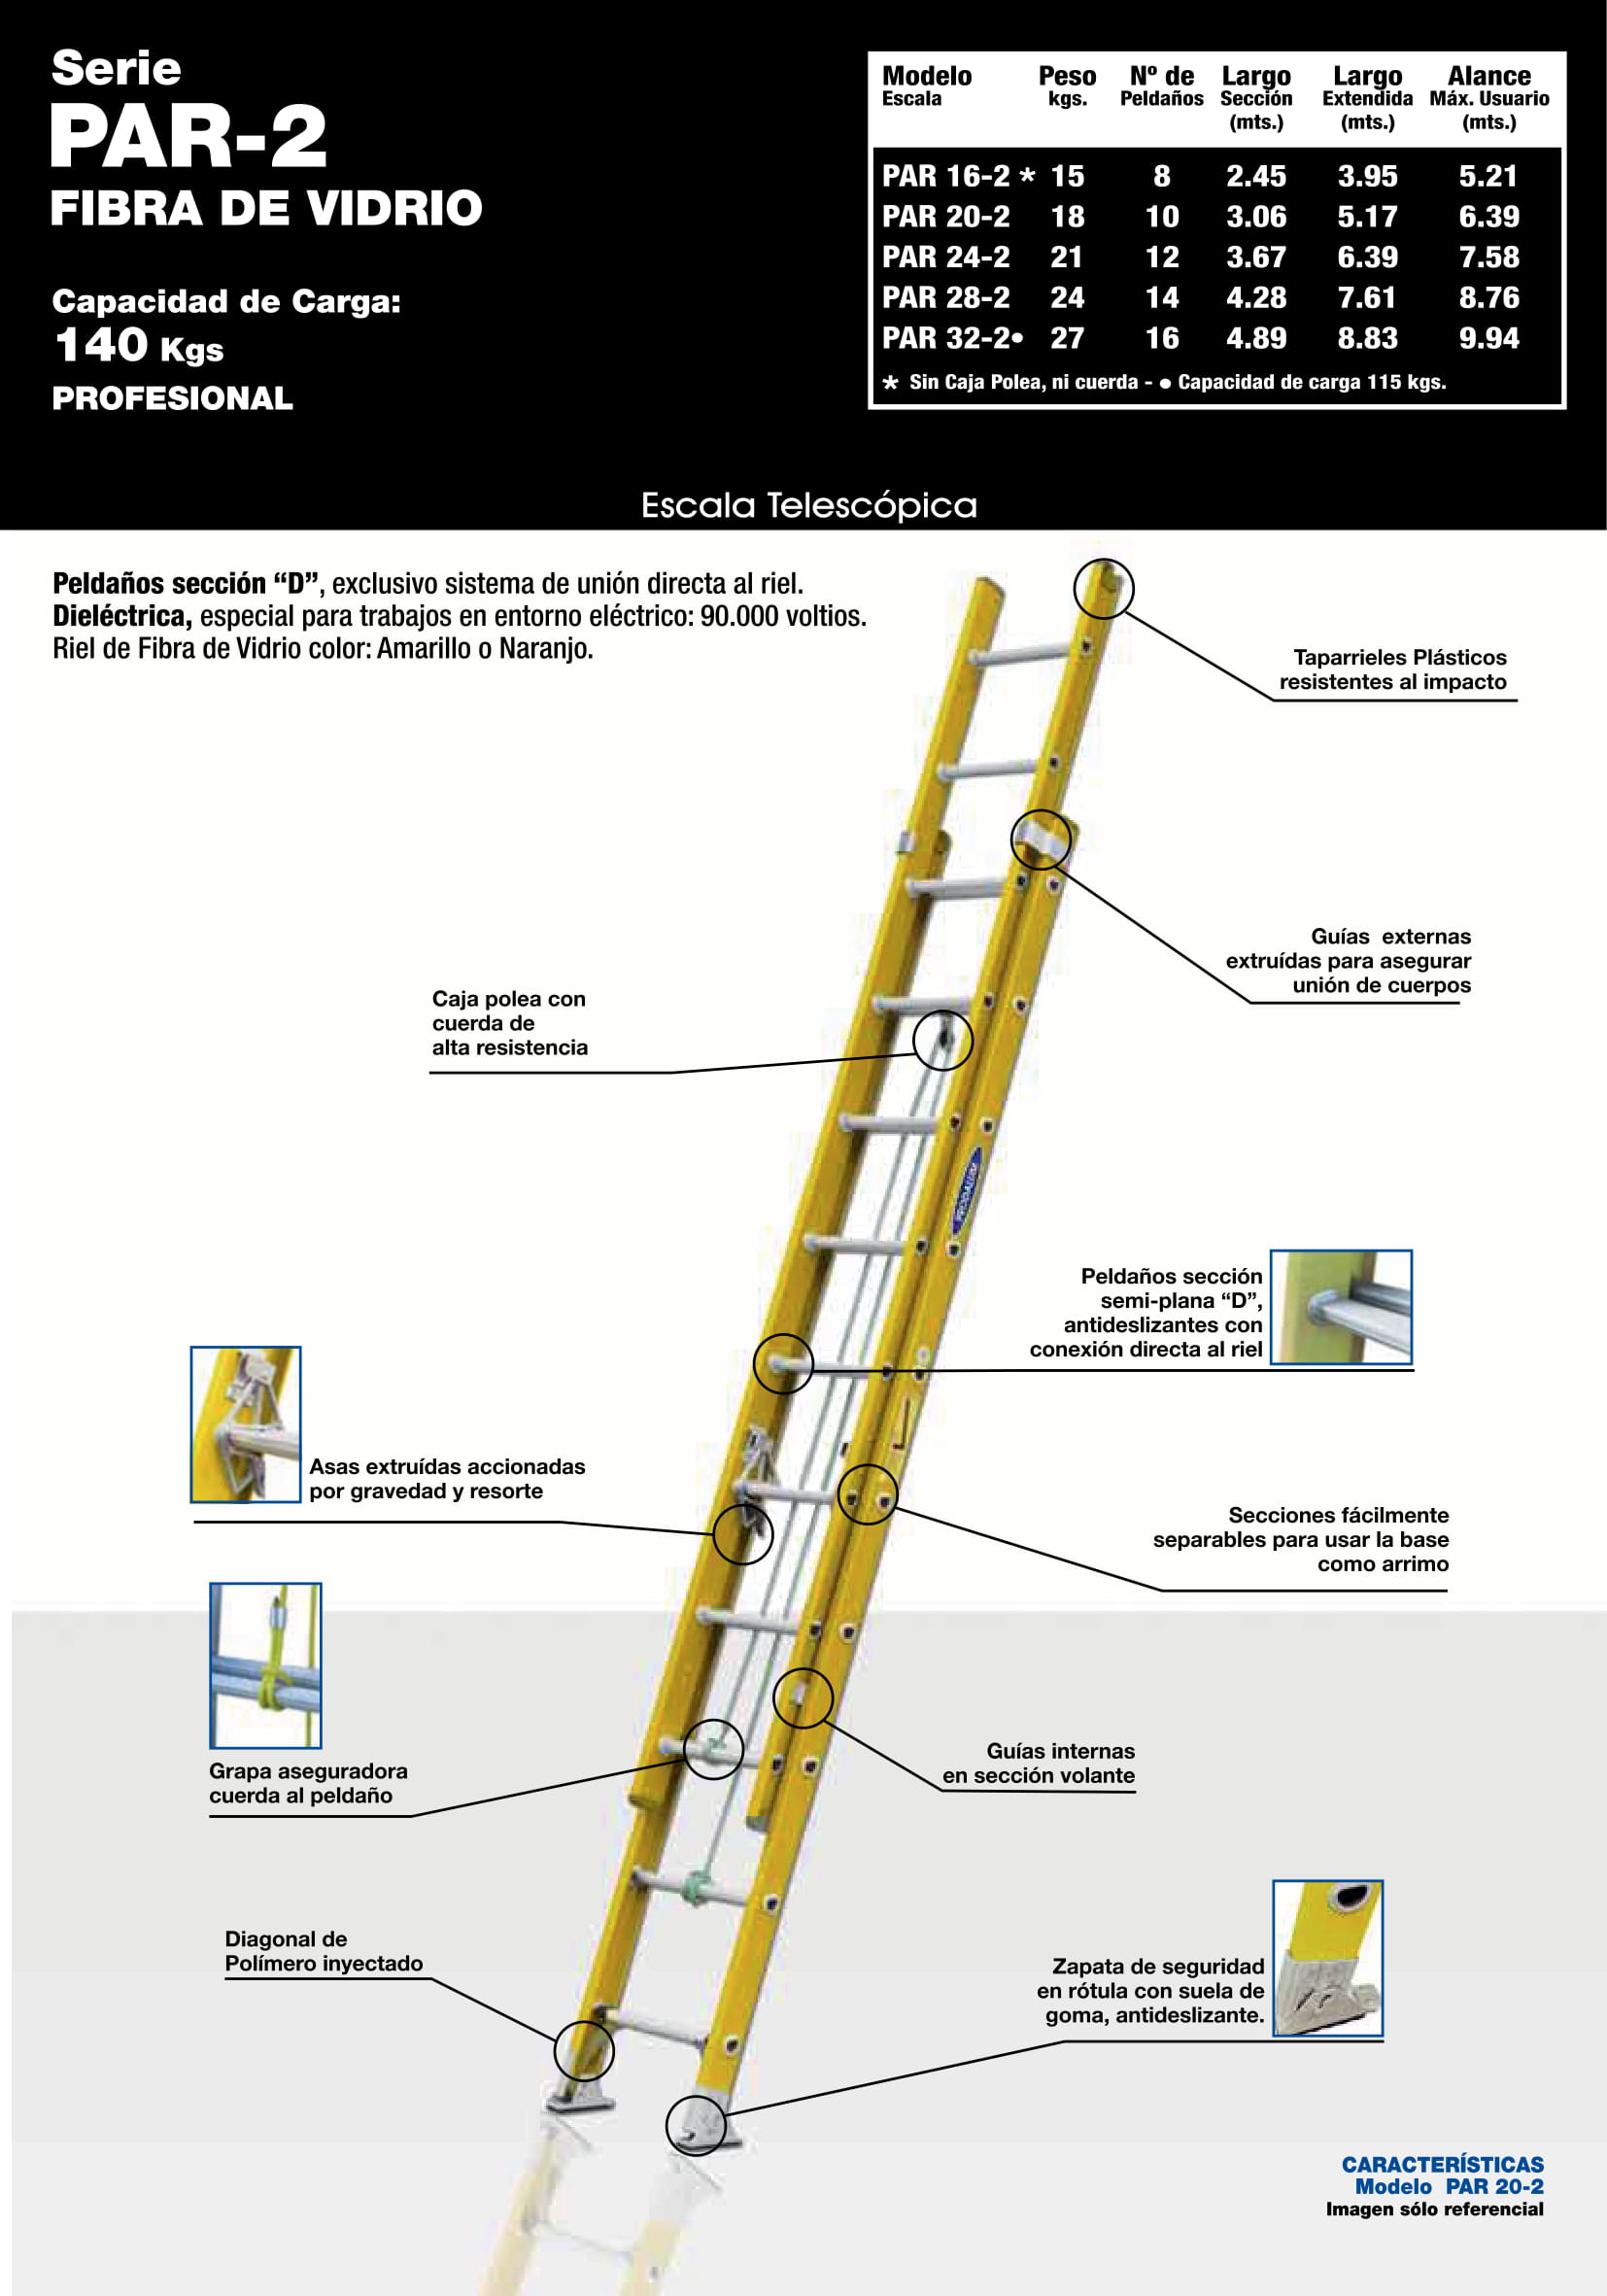 Serie
PAR-2
FIBRA DE VIDRIO
Capacidad de Carga:
140 Kgs
PROFESIONAL
Modelo Peso Nº de Largo Largo Alance
Escala kgs. Peldaños Sección Extendida Máx. Usuario
(mts.) (mts.) (mts.)
PAR 16-2 * 15 8 2.45 3.95 5.21
PAR 20-2 18 10 3.06 5.17 6.39
PAR 24-2 21 12 3.67 6.39 7.58
PAR 28-2 24 14 4.28 7.61 8.76
PAR 32-2• 27 16 4.89 8.83 9.94
* Sin Caja Polea, ni cuerda - • Capacidad de carga 115 kgs.
Escala Telescópica
Peldaños sección “D”, exclusivo sistema de unión directa al riel.
Dieléctrica, especial para trabajos en entorno eléctrico: 90.000 voltios.
Riel de Fibra de Vidrio color: Amarillo o Naranjo.
Taparrieles Plásticos
resistentes al impacto
Guías externas
extruídas para asegurar
unión de cuerpos
Caja polea con
cuerda de
alta resistencia
Peldaños sección
semi-plana “D”,
antideslizantes con
conexión directa al riel
Asas extruídas accionadas
por gravedad y resorte
Secciones fácilmente
separables para usar la base
como arrimo
Grapa aseguradora
cuerda al peldaño
Guías internas
en sección volante
Diagonal de
Polímero inyectado
Zapata de seguridad
en rótula con suela de
goma, antideslizante.
CARACTERÍSTICAS
Modelo PAR 20-2
Imagen sólo referencial